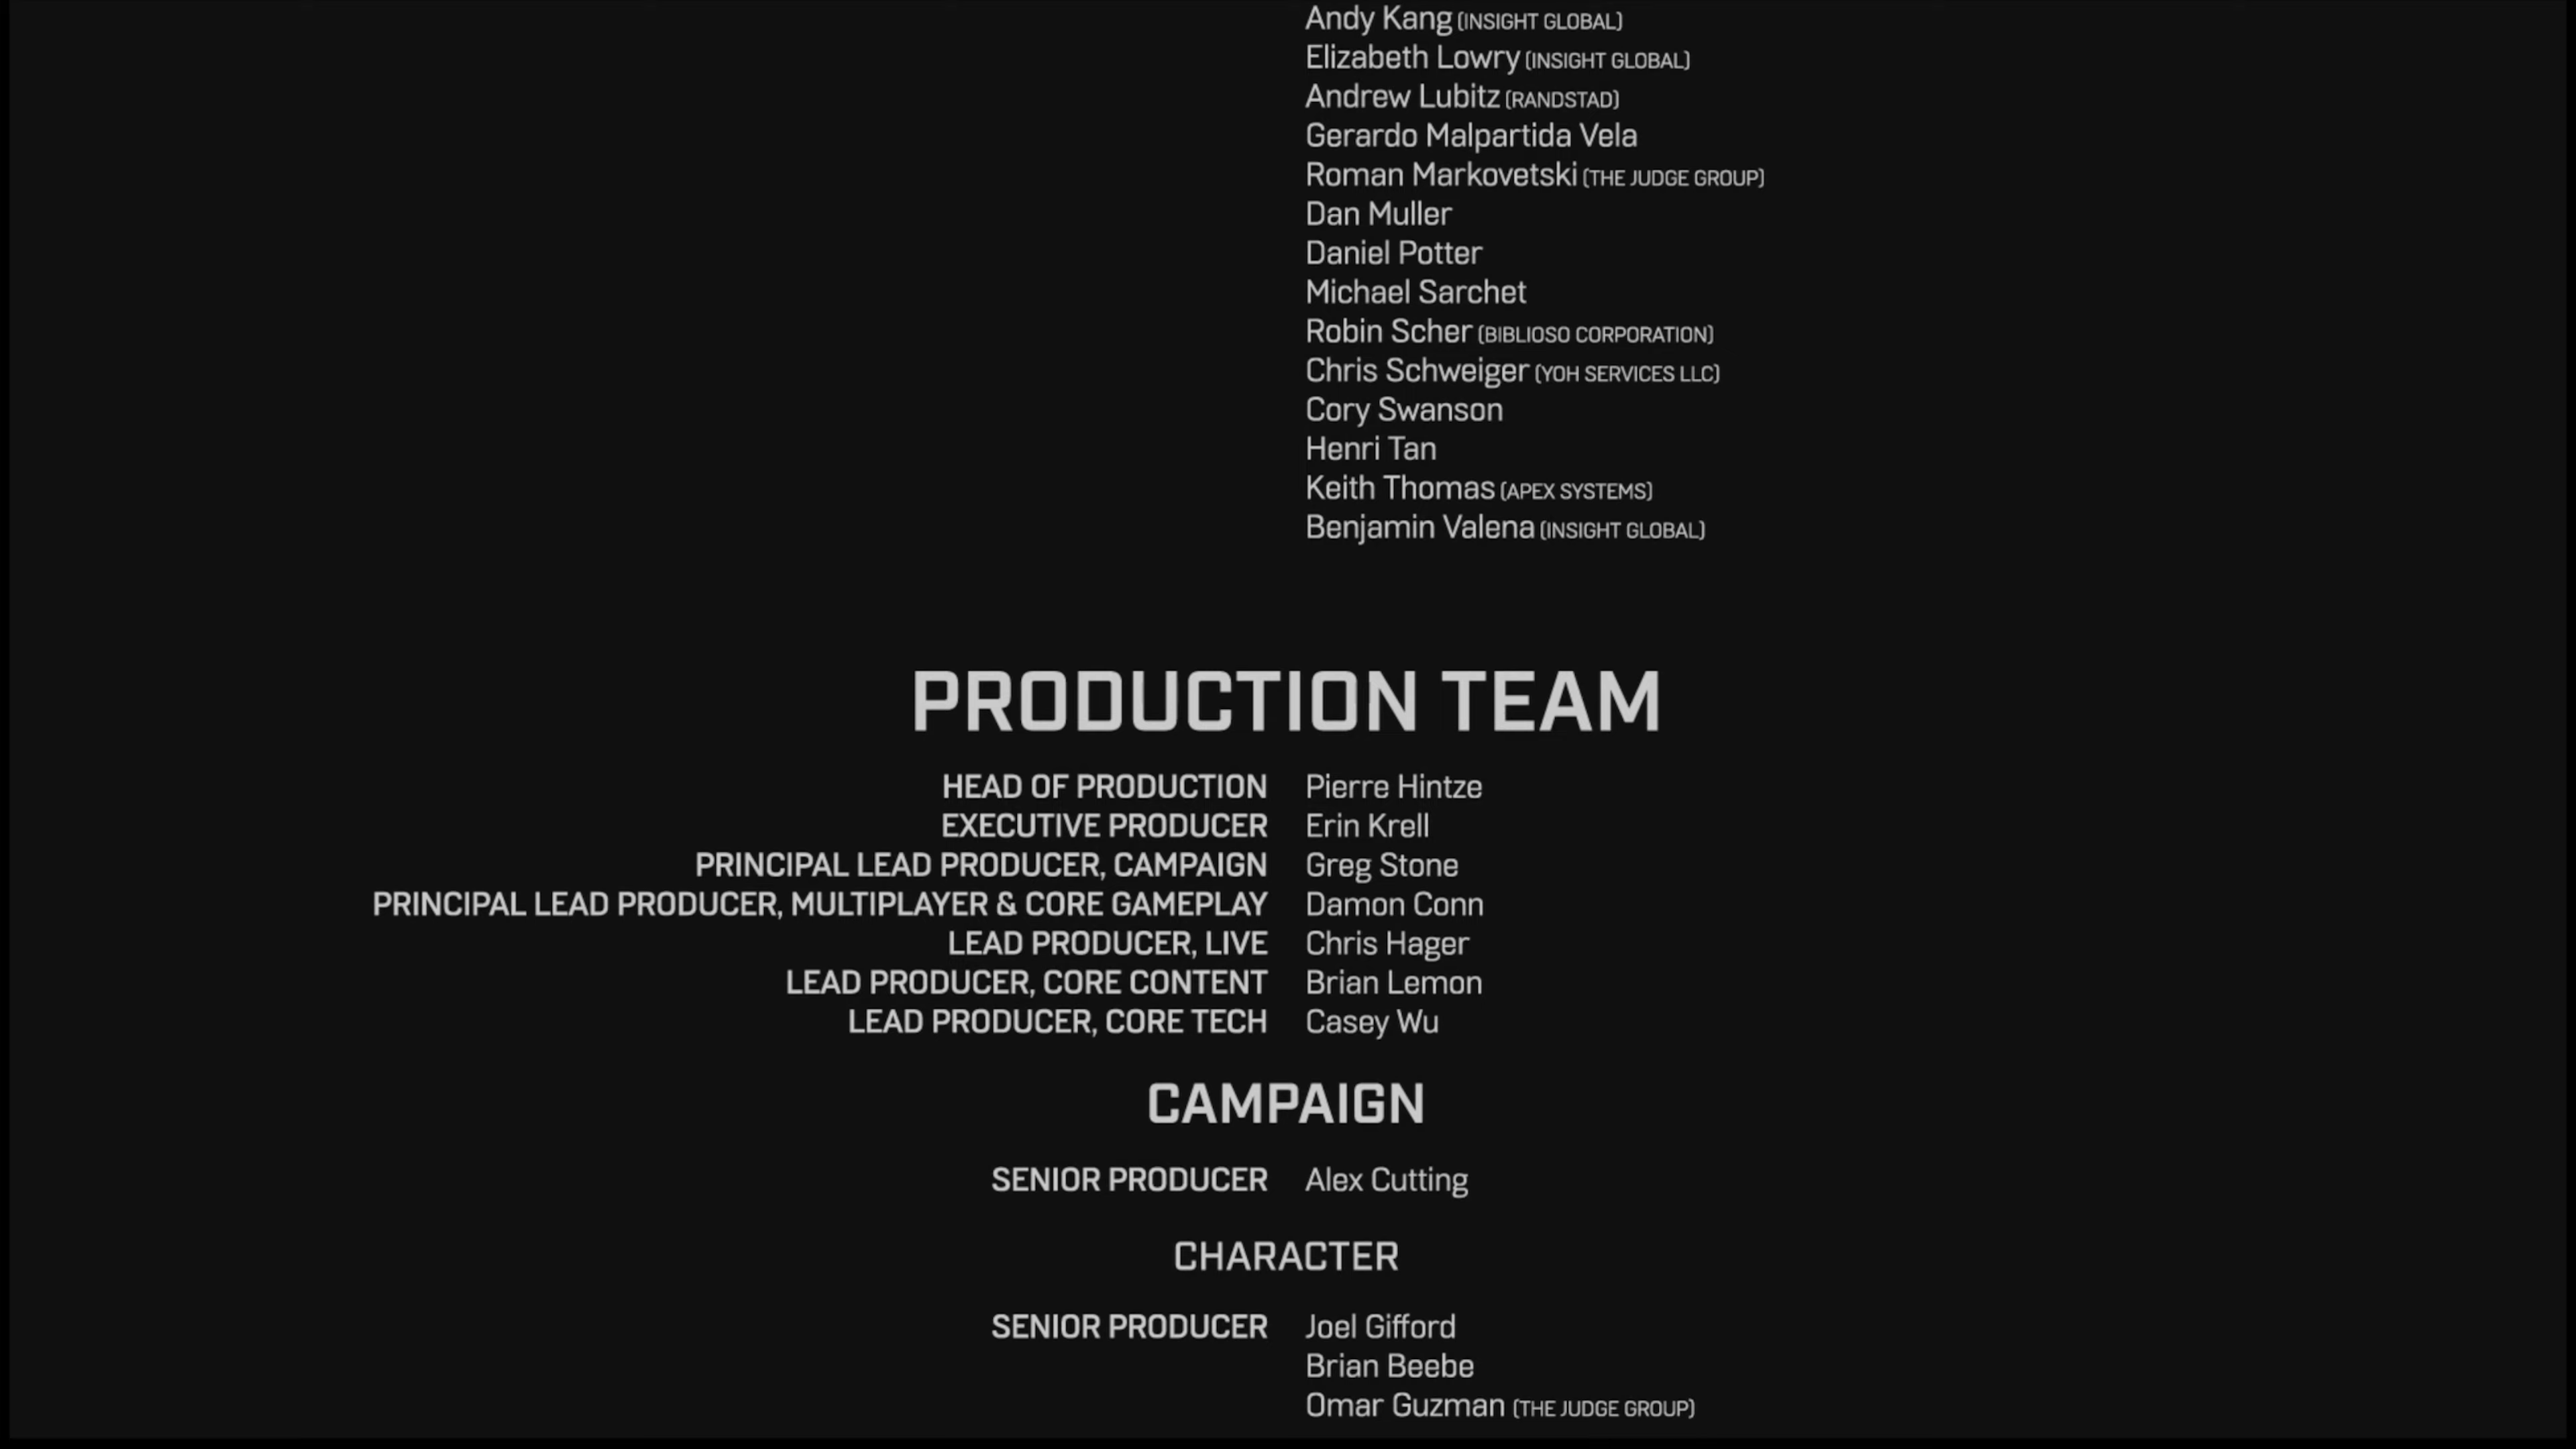 Andy Kang (INSIGHT GLOBAL)
Elizabeth Lowry (INSIGHT GLOBAL)
Andrew Lubitz (RANDSTAD)
Gerardo Malpartida Vela
Roman Markovetski (THE JUDGE GROUP)
Dan Muller
Daniel Potter
Michael Sarchet
Robin Scher (BIBLIOSO CORPORATION)
Chris Schweiger (YOH SERVICES LLC)
Cory Swanson
Henri Tan
Keith Thomas (APEX SYSTEMS)
Benjamin Valena (INSIGHT GLOBAL)
PRODUCTION TEAM
HEAD OF PRODUCTION Pierre Hintze
EXECUTIVE PRODUCER Erin Krell
PRINCIPAL LEAD PRODUCER, CAMPAIGN Greg Stone
PRINCIPAL LEAD PRODUCER, MULTIPLAYER & CORE GAMEPLAY Damon Conn
LEAD PRODUCER, LIVE Chris Hager
LEAD PRODUCER, CORE CONTENT Brian Lemon
LEAD PRODUCER, CORE TECH Casey Wu
CAMPAIGN
SENIOR PRODUCER Alex Cutting
CHARACTER
SENIOR PRODUCER Joel Gifford
Brian Beebe
Omar Guzman (THE JUDGE GROUP)